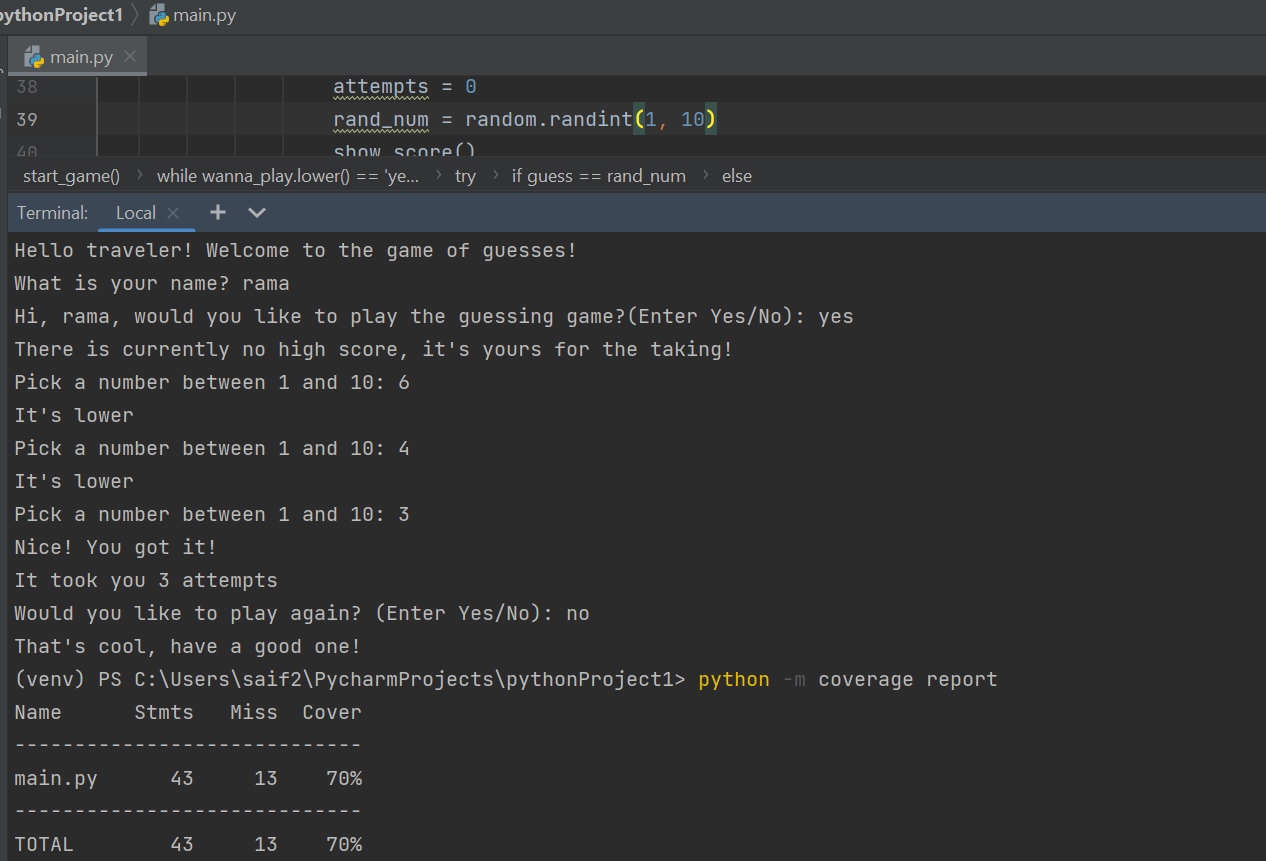 pythonProject1 main.py
main.py
38 attempts = 0
39 rand_num = random.randint(1, 10)
40 show_score()
start_game() while wanna_play.lower() == 'ye... try if guess == rand_num else
Terminal: Local
Hello traveler! Welcome to the game of guesses!
What is your name? rama
Hi, rama, would you like to play the guessing game?(Enter Yes/No): yes
There is currently no high score, it's yours for the taking!
Pick a number between 1 and 10: 6
It's lower
Pick a number between 1 and 10: 4
It's lower
Pick a number between 1 and 10: 3
Nice! You got it!
It took you 3 attempts
Would you like to play again? (Enter Yes/No): no
That's cool, have a good one!
(venv) PS C:\Users\saif2\PycharmProjects\pythonProject1> python -m coverage report
Name Stmts Miss Cover
-----------------------------
main.py 43 13 70%
-----------------------------
TOTAL 43 13 70%